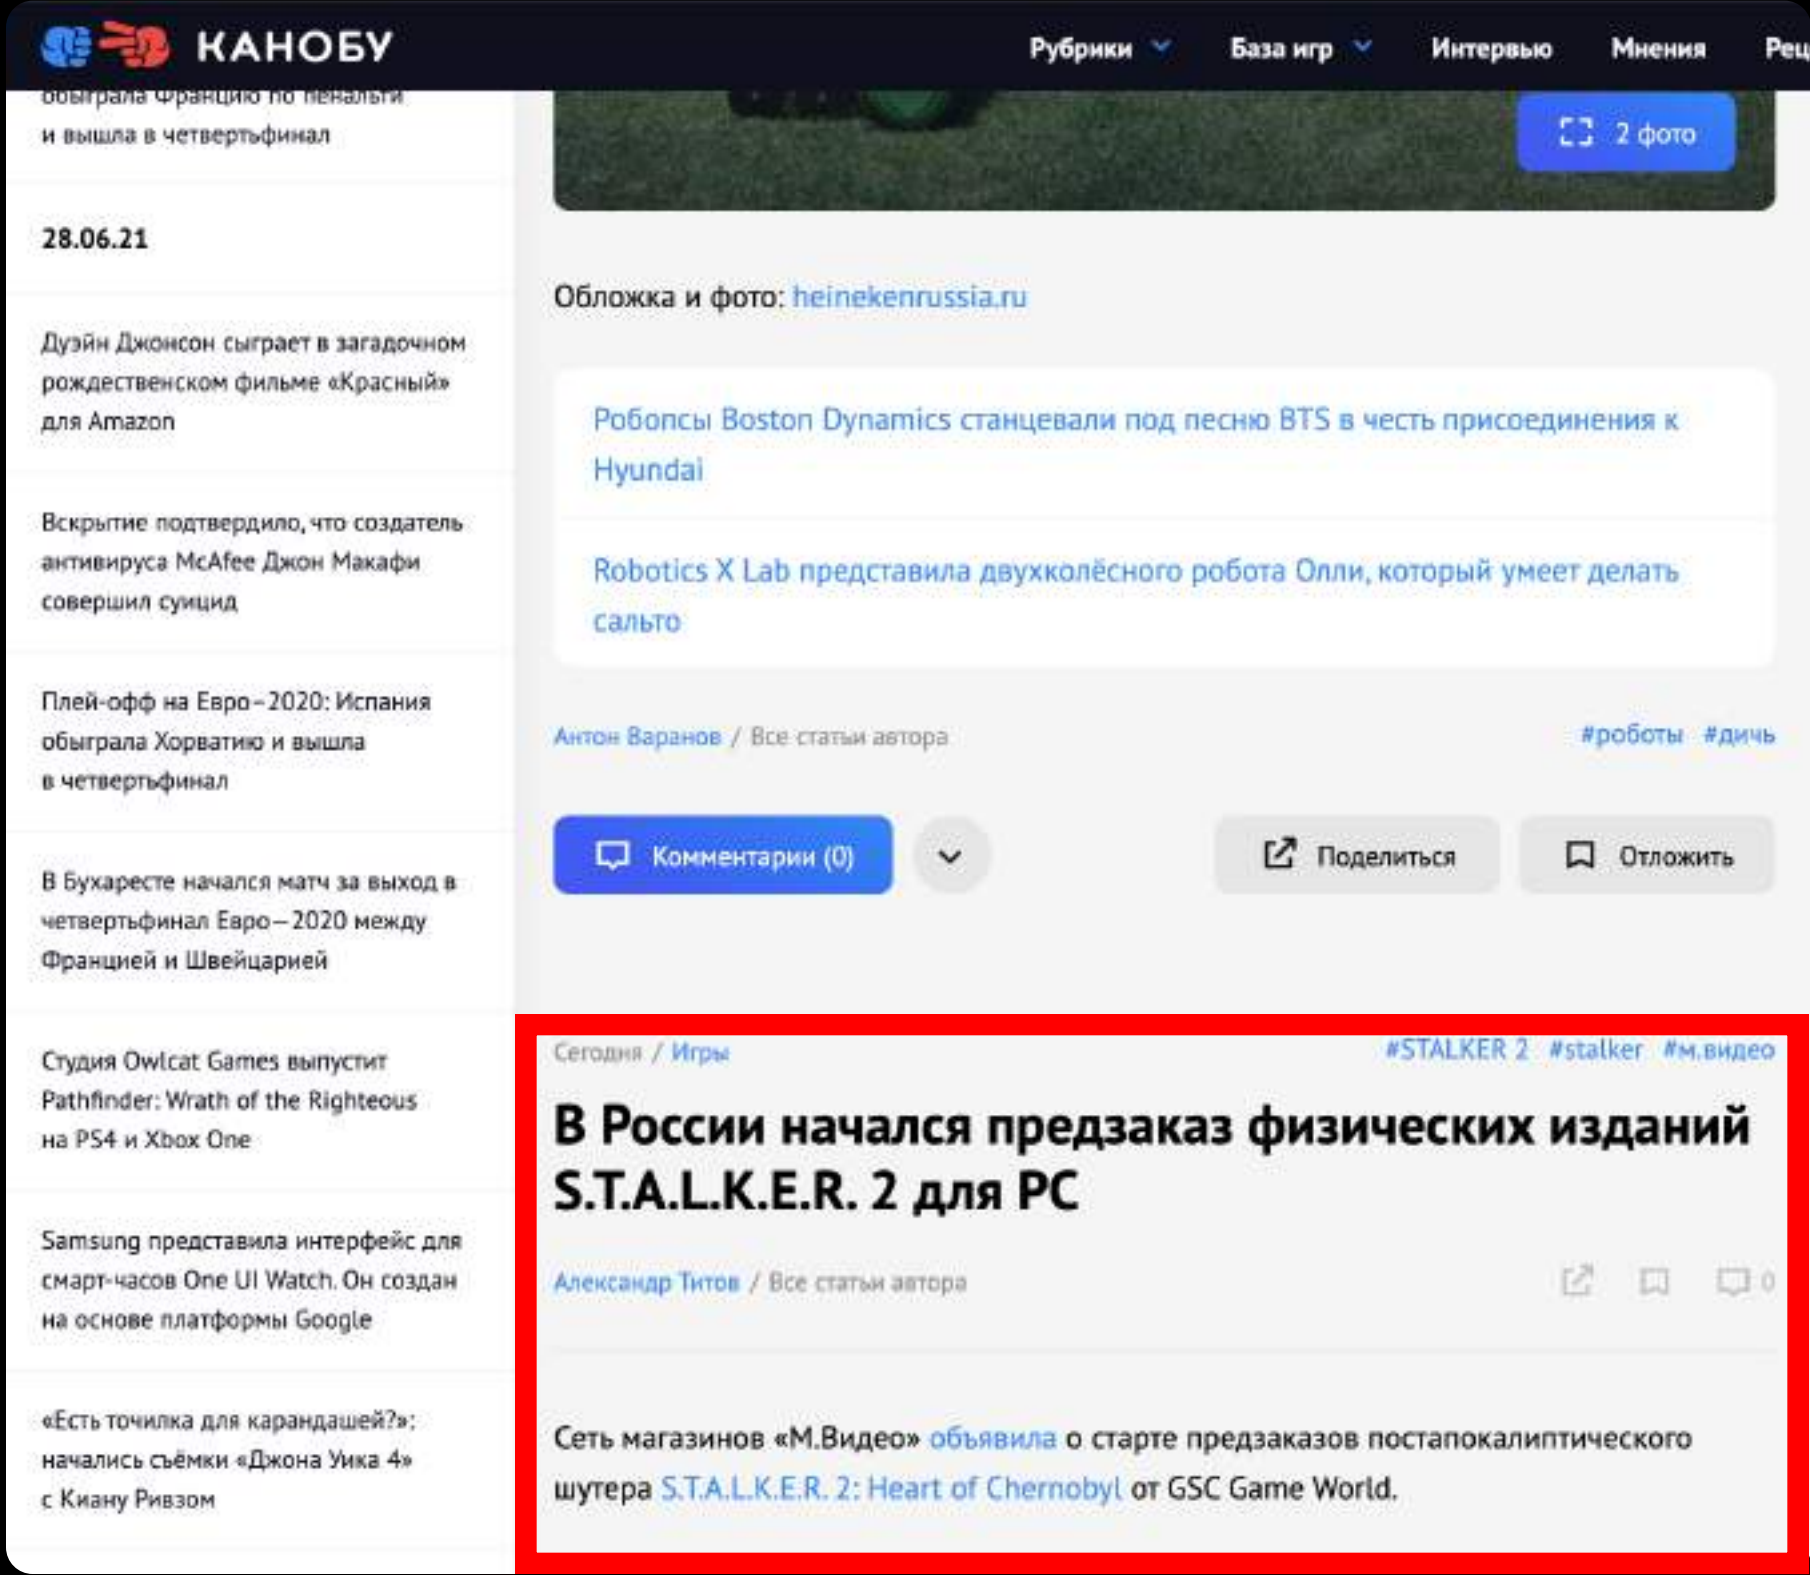 КАНОБУ
Рубрики
База игр
Интервью
Мнения
Рец
обыграла Францию по пенальти
и вышла в четвертьфинал
28.06.21
Дуэйн Джонсон сыграет в загадочном
рождественском фильме «Красный»
для Amazon
Вскрытие подтвердило, что создатель
антивируса McAfee Джон Макафи
совершил суицид
Плей-офф на Евро–2020: Испания
обыграла Хорватию и вышла
в четвертьфинал
В Бухаресте начался матч за выход в
четвертьфинал Евро—2020 между
Францией и Швейцарией
Студия Owlcat Games выпустит
Pathfinder: Wrath of the Righteous
на PS4 и Xbox One
Samsung представила интерфейс для
смарт-часов One UI Watch. Он создан
на основе платформы Google
«Есть точилка для карандашей?»:
начались съёмки «Джона Уика 4»
с Киану Ривзом
2 фото
Обложка и фото: heinekenrussia.ru
Робопсы Boston Dynamics станцевали под песню BTS в честь присоединения к
Hyundai
Robotics X Lab представила двухколёсного робота Олли, который умеет делать
сальто
Антон Варанов / Все статьи автора
#роботы #дичь
Комментарии (0)
Поделиться
Отложить
Сегодня / Игры
#STALKER 2 #stalker #м.видео
В России начался предзаказ физических изданий
S.T.A.L.K.E.R. 2 для PC
Александр Титов / Все статьи автора
0
Сеть магазинов «М.Видео» объявила о старте предзаказов постапокалиптического
шутера S.T.A.L.K.E.R. 2: Heart of Chernobyl от GSC Game World.